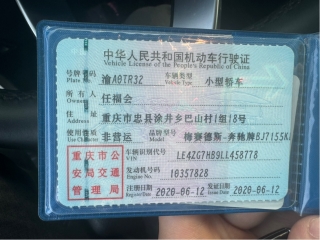 中华人民共和国机动车行驶证
Vehicle License of the People's Republic of China
号牌号码 渝A0TR32 车辆类型 小型轿车
Plate No. Vehicle Type
所有人 任福会
Owner
住址 重庆市忠县涂井乡巴山村1组18号
Address
使用性质 非营运 品牌型号 梅赛德斯-奔驰牌BJ7155
Use Character Model
重庆市公安局交通管理局
车辆识别代号 LE4ZG7HB9LL458778
VIN
发动机号码 10357828
Engine No.
注册日期 2020-06-12 发证日期 2020-06-12
Register Date Issue Date